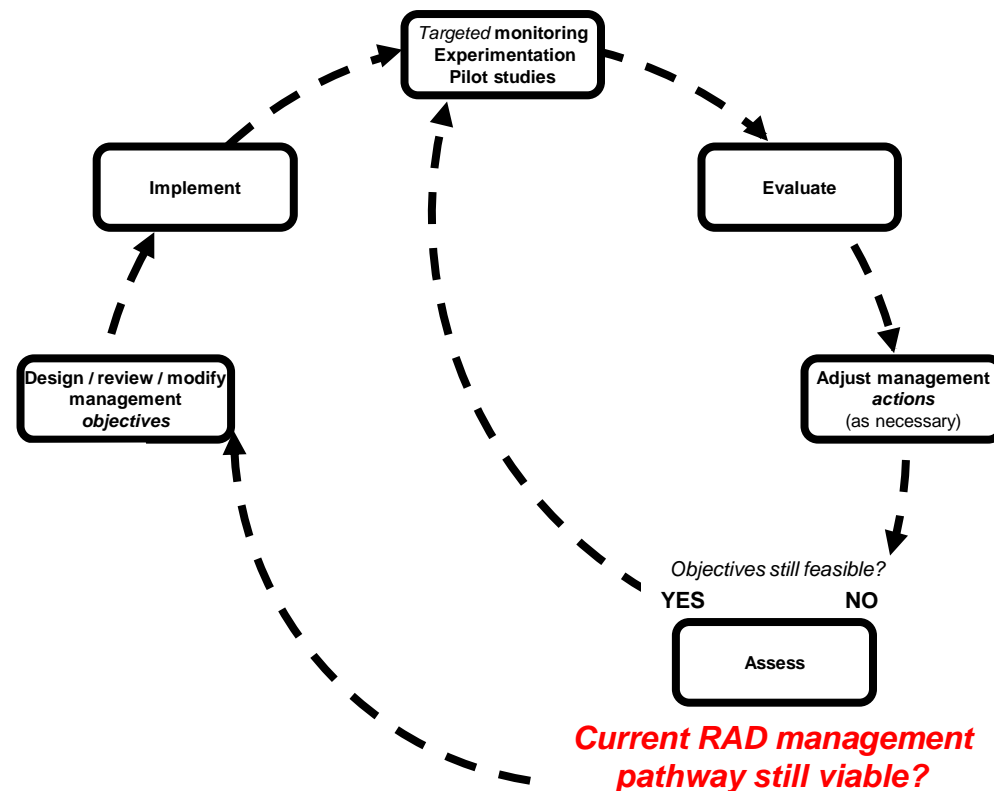 Targeted monitoring
Experimentation
Pilot studies
Implement
Evaluate
Design / review / modify
management
objectives
Adjust management
actions
(as necessary)
Objectives still feasible?
YES NO
Assess
Current RAD management
pathway still viable?